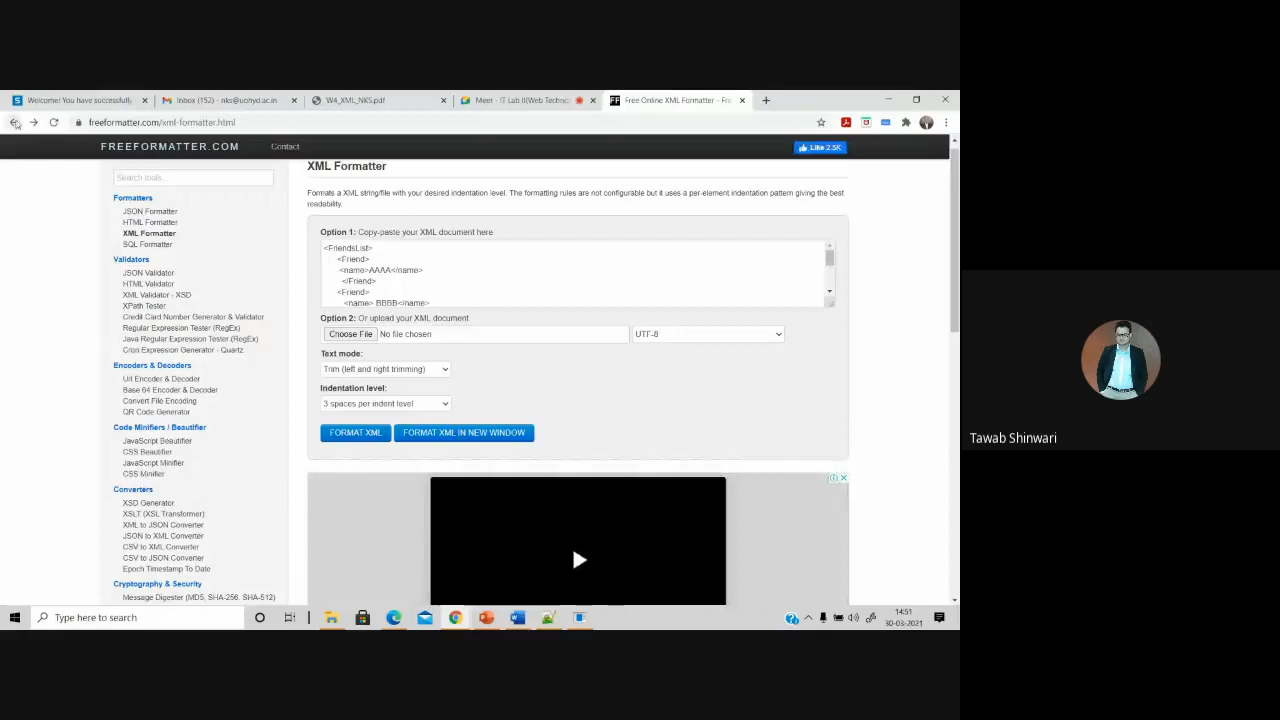 Welcome! You have successfully
Inbox (152) - nks@uohyd.ac.in
W4_XML_NKS.pdf
Meet - IT Lab II(Web Techno
Free Online XML Formatter - Fre
freeformatter.com/xml-formatter.html
FREEFORMATTER.COM
Contact
Like 2.5K
Search tools...
Formatters
JSON Formatter
HTML Formatter
XML Formatter
SQL Formatter
Validators
JSON Validator
HTML Validator
XML Validator - XSD
XPath Tester
Credit Card Number Generator & Validator
Regular Expression Tester (RegEx)
Java Regular Expression Tester (RegEx)
Cron Expression Generator - Quartz
Encoders & Decoders
Url Encoder & Decoder
Base 64 Encoder & Decoder
Convert File Encoding
QR Code Generator
Code Minifiers / Beautifier
JavaScript Beautifier
CSS Beautifier
JavaScript Minifier
CSS Minifier
Converters
XSD Generator
XSLT (XSL Transformer)
XML to JSON Converter
JSON to XML Converter
CSV to XML Converter
CSV to JSON Converter
Epoch Timestamp To Date
Cryptography & Security
Message Digester (MD5, SHA-256, SHA-512)
XML Formatter
Formats a XML string/file with your desired indentation level. The formatting rules are not configurable but it uses a per-element indentation pattern giving the best
readability.
Option 1: Copy-paste your XML document here
<FriendsList>
<Friend>
<name>AAAA</name>
</Friend>
<Friend>
<name> BBBB</name>
Option 2: Or upload your XML document
Choose File No file chosen
UTF-8
Text mode:
Trim (left and right trimming)
Indentation level:
3 spaces per indent level
FORMAT XML
FORMAT XML IN NEW WINDOW
Tawab Shinwari
Type here to search
14:51
30-03-2021